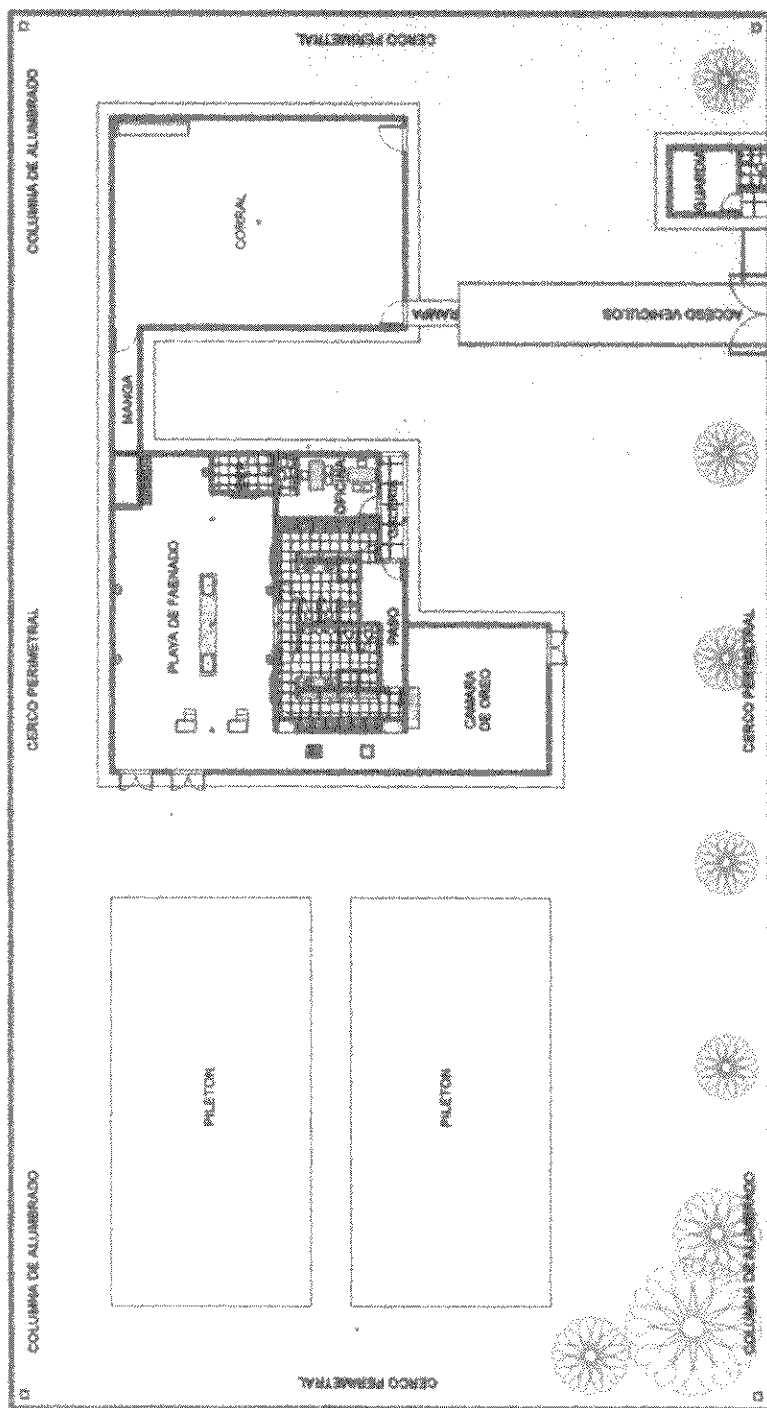 CERCO PERIMETRAL
COLUMNA DE ALUMBRADO
CORRAL
GUARDIA
RAMPA
ACCESO VEHICULOS
MANGA
OFICINA
PLAYA DE FAENADO
CERCO PERIMETRAL
PASO
CAMARA
DE OREO
CERCO PERIMETRAL
PILETON
PILETON
COLUMNA DE ALUMBRADO
COLUMNA DE ALUMBRADO
CERCO PERIMETRAL